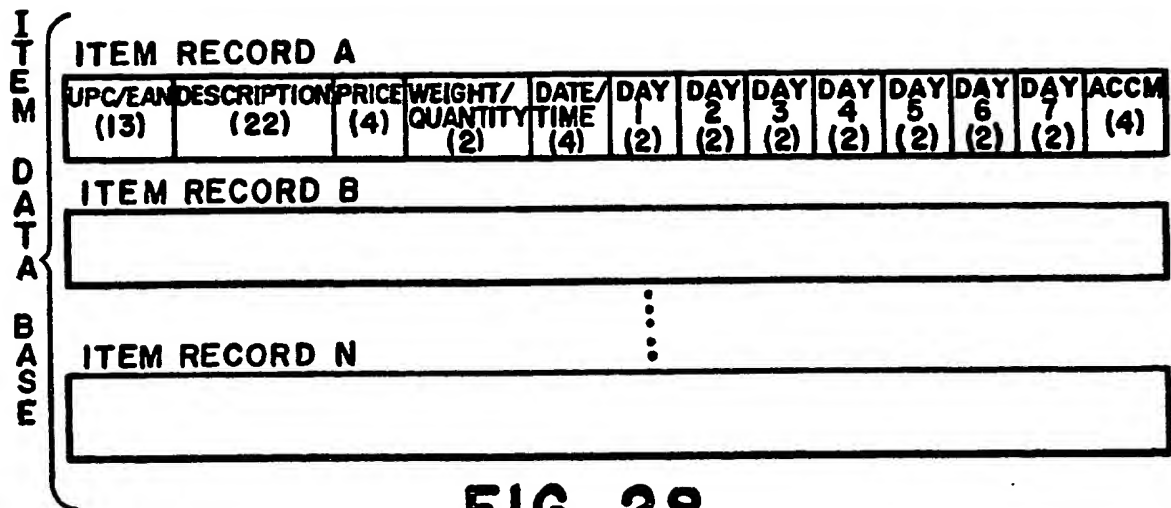 ITEM DATA BASE
ITEM RECORD A
UPC/EAN DESCRIPTION PRICE WEIGHT/ DATE/ DAY DAY DAY DAY DAY DAY DAY ACCM
(13) (22) (4) QUANTITY TIME 1 2 3 4 5 6 7 (4)
(2) (4) (2) (2) (2) (2) (2) (2) (2)
ITEM RECORD B
ITEM RECORD N
FIG